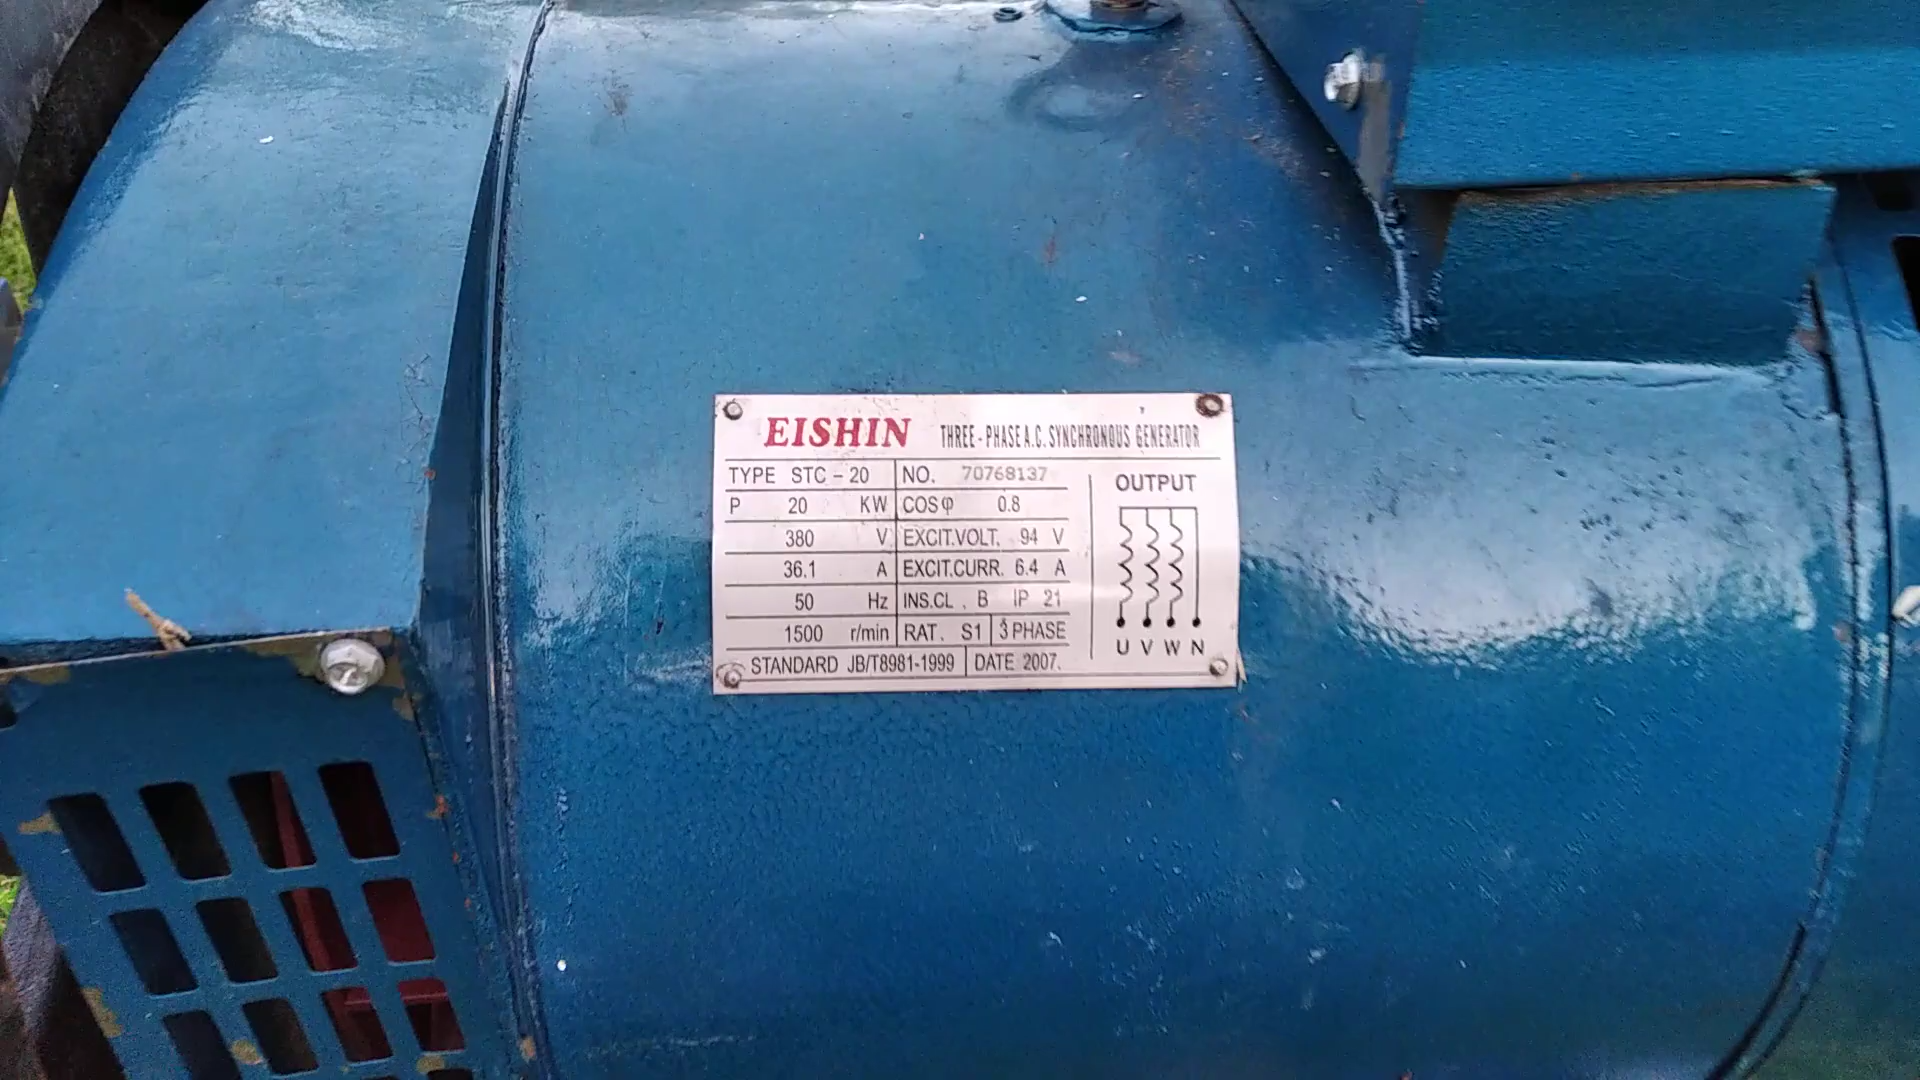 EISHIN THREE-PHASE A.C. SYNCHRONOUS GENERATOR
TYPE STC-20 NO. 70768137
P 20 KW COSφ 0.8
380 V EXCIT.VOLT. 94 V
36.1 A EXCIT.CURR. 6.4 A
50 Hz INS.CL. B IP 21
1500 r/min RAT. S1 3 PHASE
STANDARD JB/T8981-1999 DATE 2007.
OUTPUT
U V W N